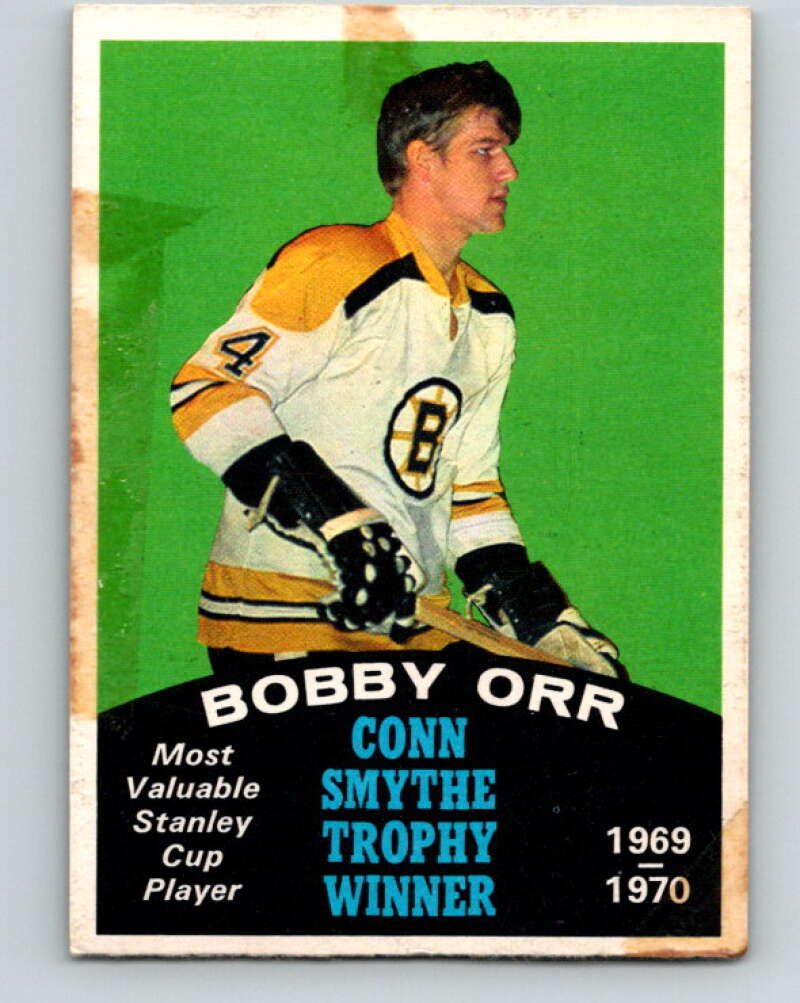 4
B
BOBBY ORR
Most
Valuable
Stanley
Cup
Player
CONN
SMYTHE
TROPHY
WINNER
1969
—
1970